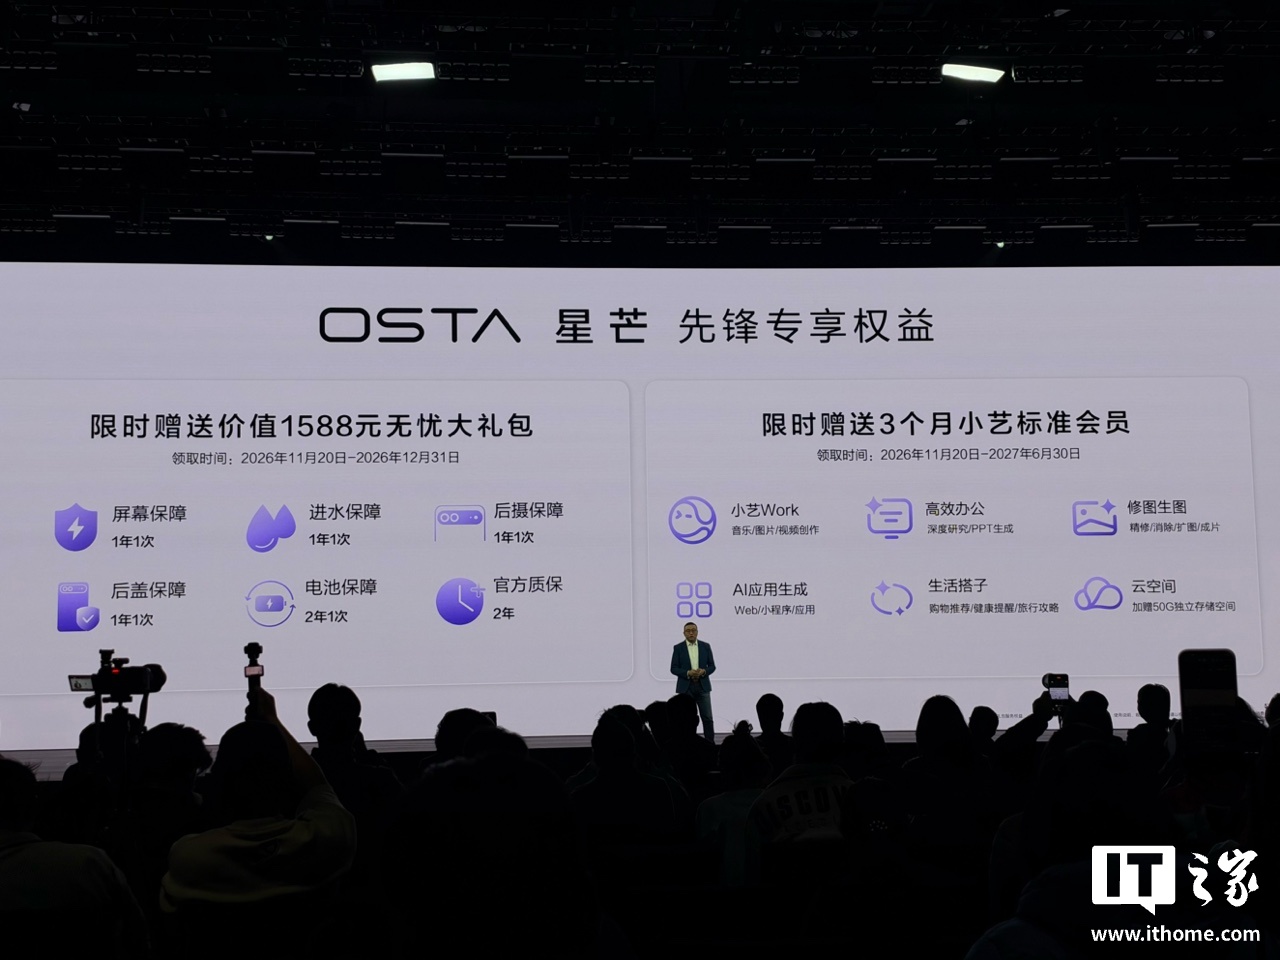 OSTA 星芒 先锋专享权益
限时赠送价值1588元无忧大礼包
领取时间：2026年11月20日-2026年12月31日
屏幕保障
1年1次
进水保障
1年1次
后摄保障
1年1次
后盖保障
1年1次
电池保障
2年1次
官方质保
2年
限时赠送3个月小艺标准会员
领取时间：2026年11月20日-2027年6月30日
小艺Work
音乐/图片/视频创作
高效办公
深度研究/PPT生成
修图生图
精修/消除/扩图/成片
AI应用生成
Web/小程序/应用
生活搭子
购物推荐/健康提醒/旅行攻略
云空间
加赠50G独立存储空间
IT之家
www.ithome.com